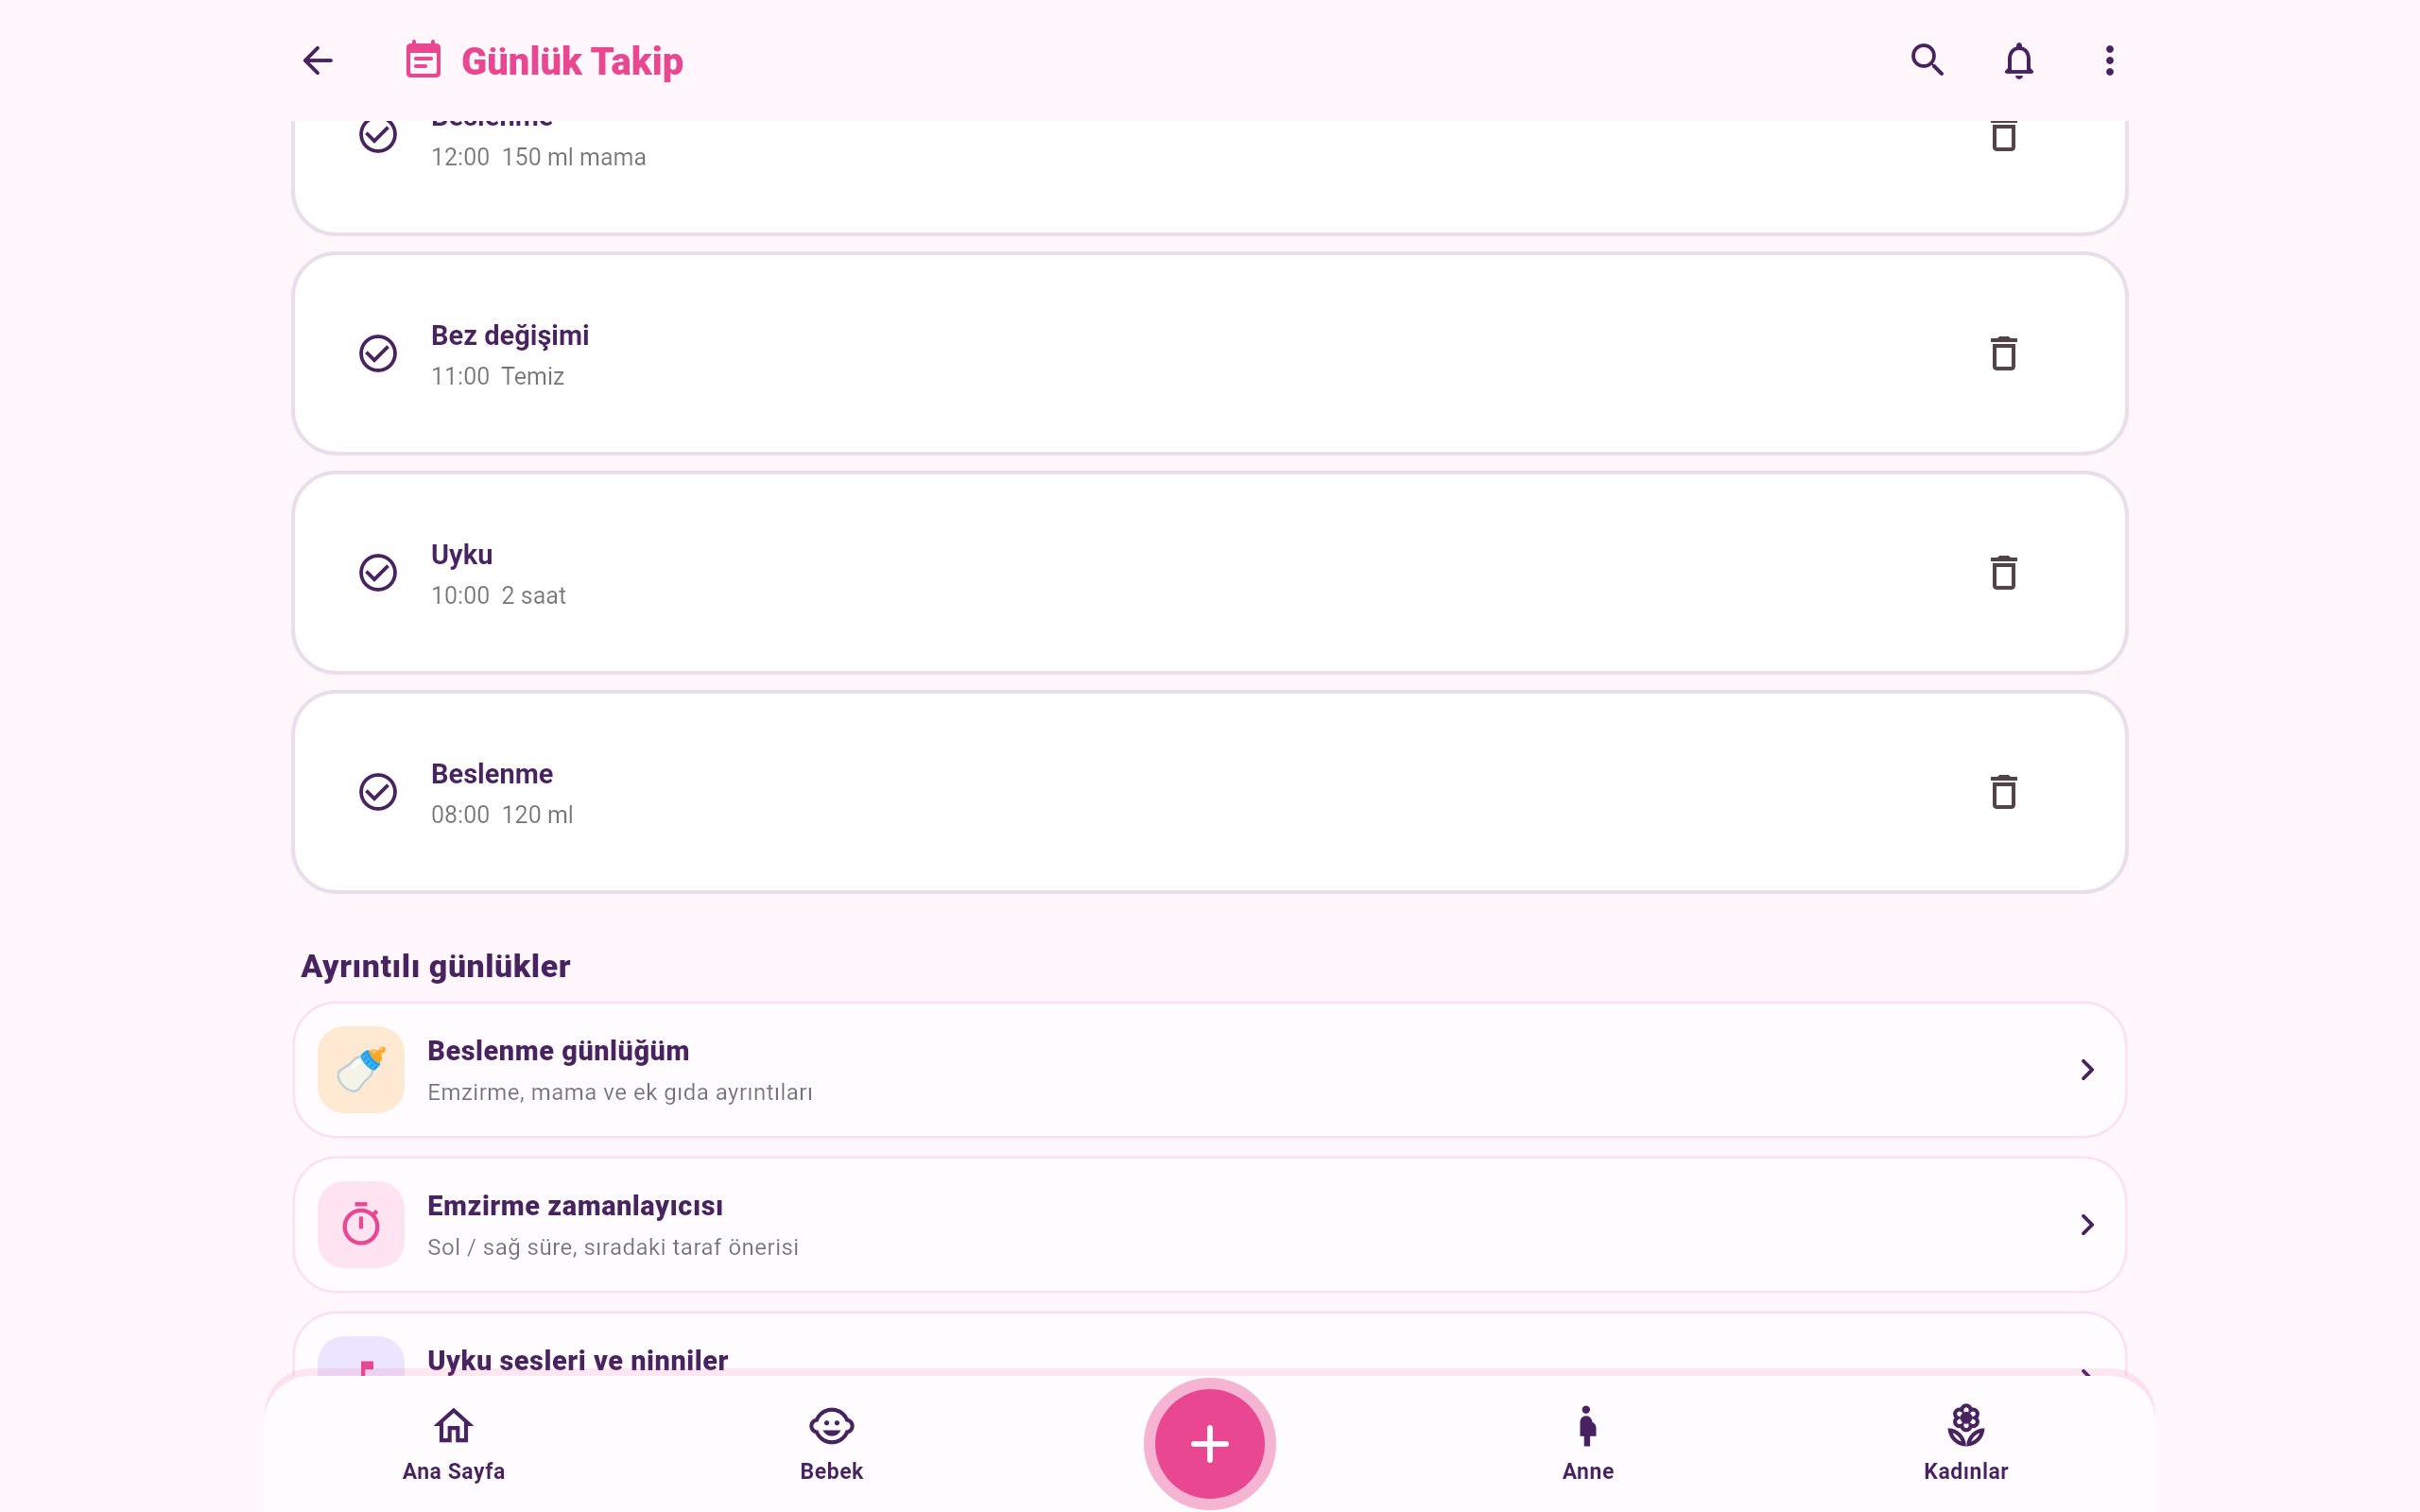 Günlük Takip
Beslenme
12:00 150 ml mama
Bez değişimi
11:00 Temiz
Uyku
10:00 2 saat
Beslenme
08:00 120 ml
Ayrıntılı günlükler
Beslenme günlüğüm
Emzirme, mama ve ek gıda ayrıntıları
Emzirme zamanlayıcısı
Sol / sağ süre, sıradaki taraf önerisi
Uyku sesleri ve ninniler
Ana Sayfa
Bebek
Anne
Kadınlar